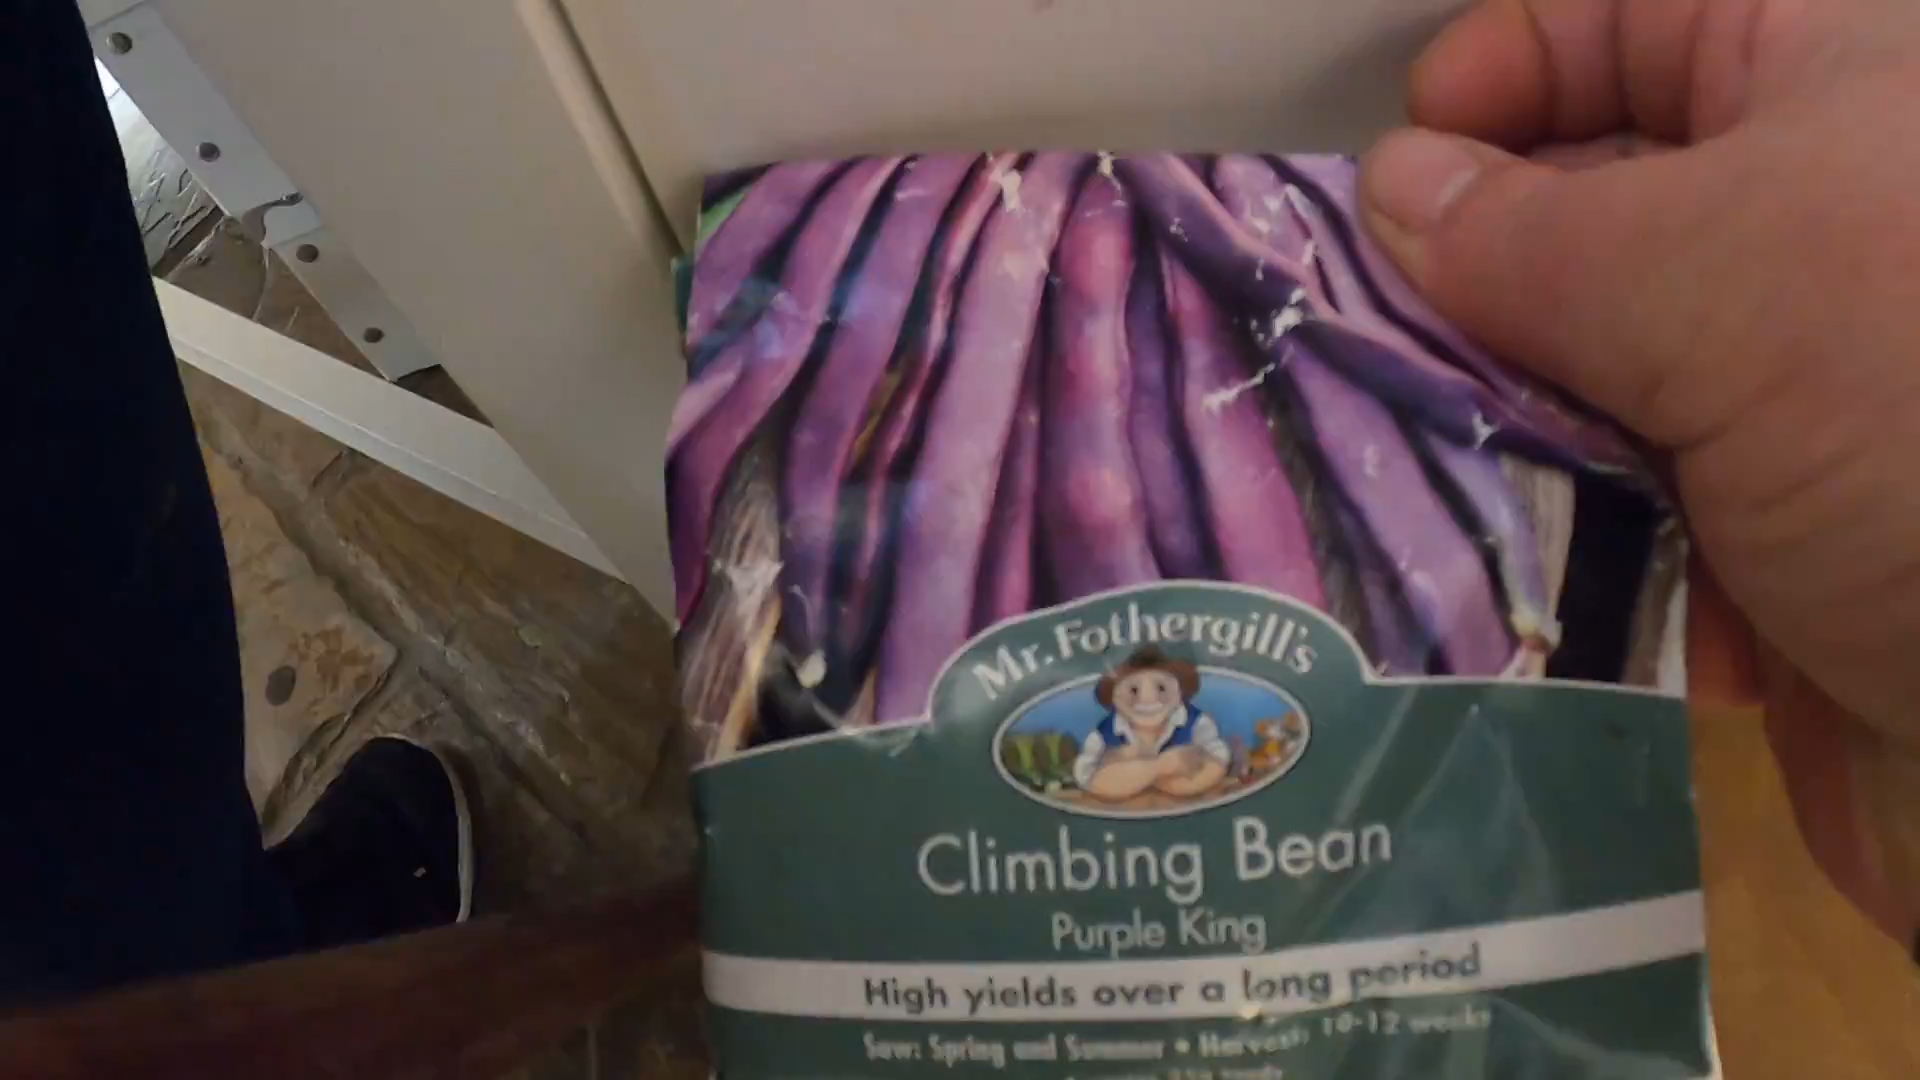 Mr. Fothergill's
Climbing Bean
Purple King
High yields over a long period
Sow: Spring and Summer • Harvest: 10-12 weeks